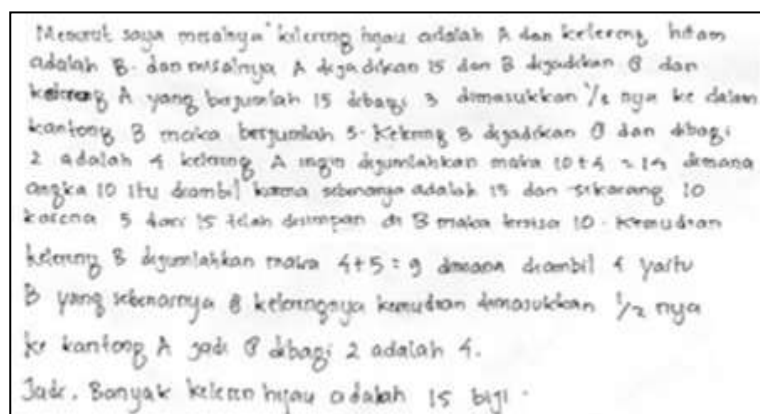 Menurut saya misalnya kelereng hijau adalah A dan kelereng hitam
adalah B. dan misalnya A dijadikan 15 dan B dijadikan 8 dan
kelereng A yang berjumlah 15 dibagi 3 dimasukkan nya ke dalam
kantong B maka berjumlah 5. Kelereng B dijadikan 8 dan dibagi
2 adalah 4 kelereng A ingin dijumlahkan maka 10+4 = 14 dimana
angka 10 itu diambil karna sebenarnya adalah 15 dan sekarang 10
karena 5 dari 15 telah disimpan di B maka tersisa 10. Kemudian
kelereng B dijumlahkan maka 4+5 = 9 dimana diambil 4 yaitu
B yang sebenarnya 8 kelerengnya kemudian dimasukkan 1/2 nya
ke kantong A jadi 8 dibagi 2 adalah 4.
Jadi, Banyak keleren hijau adalah 15 biji.